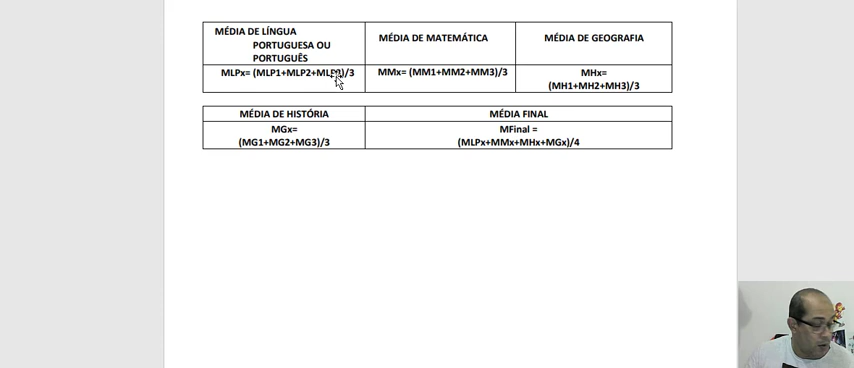 MÉDIA DE LÍNGUA
PORTUGUESA OU
PORTUGUÊS
MÉDIA DE MATEMÁTICA
MÉDIA DE GEOGRAFIA
MLPx= (MLP1+MLP2+MLP3)/3
MMx= (MM1+MM2+MM3)/3
MHx=
(MH1+MH2+MH3)/3
MÉDIA DE HISTÓRIA
MÉDIA FINAL
MGx=
(MG1+MG2+MG3)/3
MFinal =
(MLPx+MMx+MHx+MGx)/4